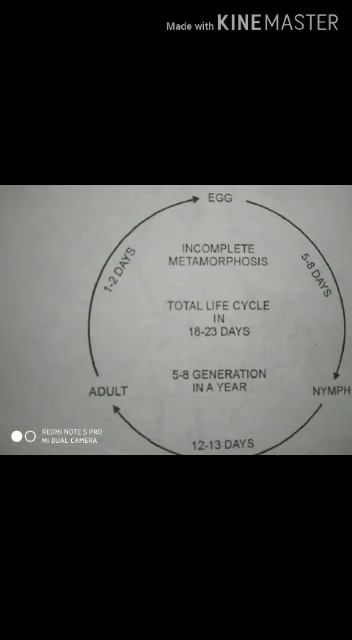 Made with KINEMASTER
EGG
1-2 DAYS
5-8 DAYS
INCOMPLETE
METAMORPHOSIS
TOTAL LIFE CYCLE
IN
18-23 DAYS
5-8 GENERATION
IN A YEAR
ADULT
NYMPH
12-13 DAYS
REDMI NOTE 5 PRO
MI DUAL CAMERA